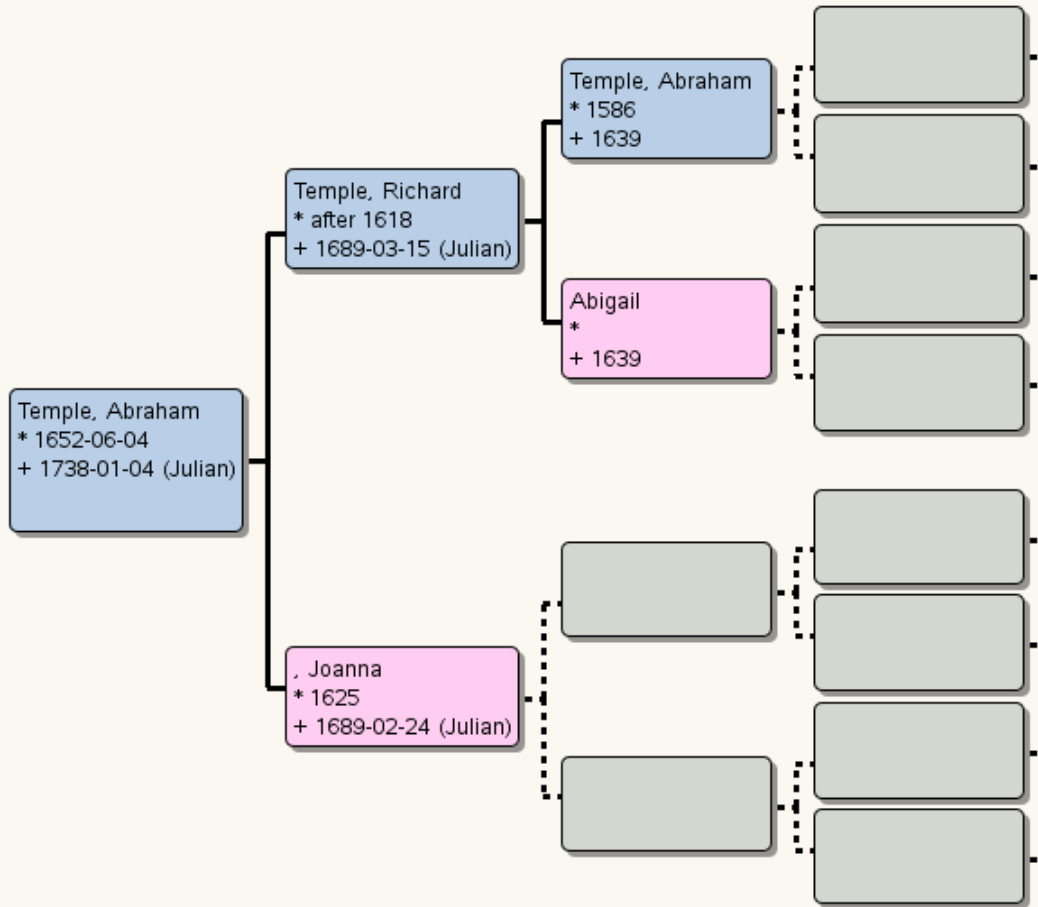 Temple, Abraham
* 1586
+ 1639
Temple, Richard
* after 1618
+ 1689-03-15 (Julian)
Abigail
*
+ 1639
Temple, Abraham
* 1652-06-04
+ 1738-01-04 (Julian)
, Joanna
* 1625
+ 1689-02-24 (Julian)